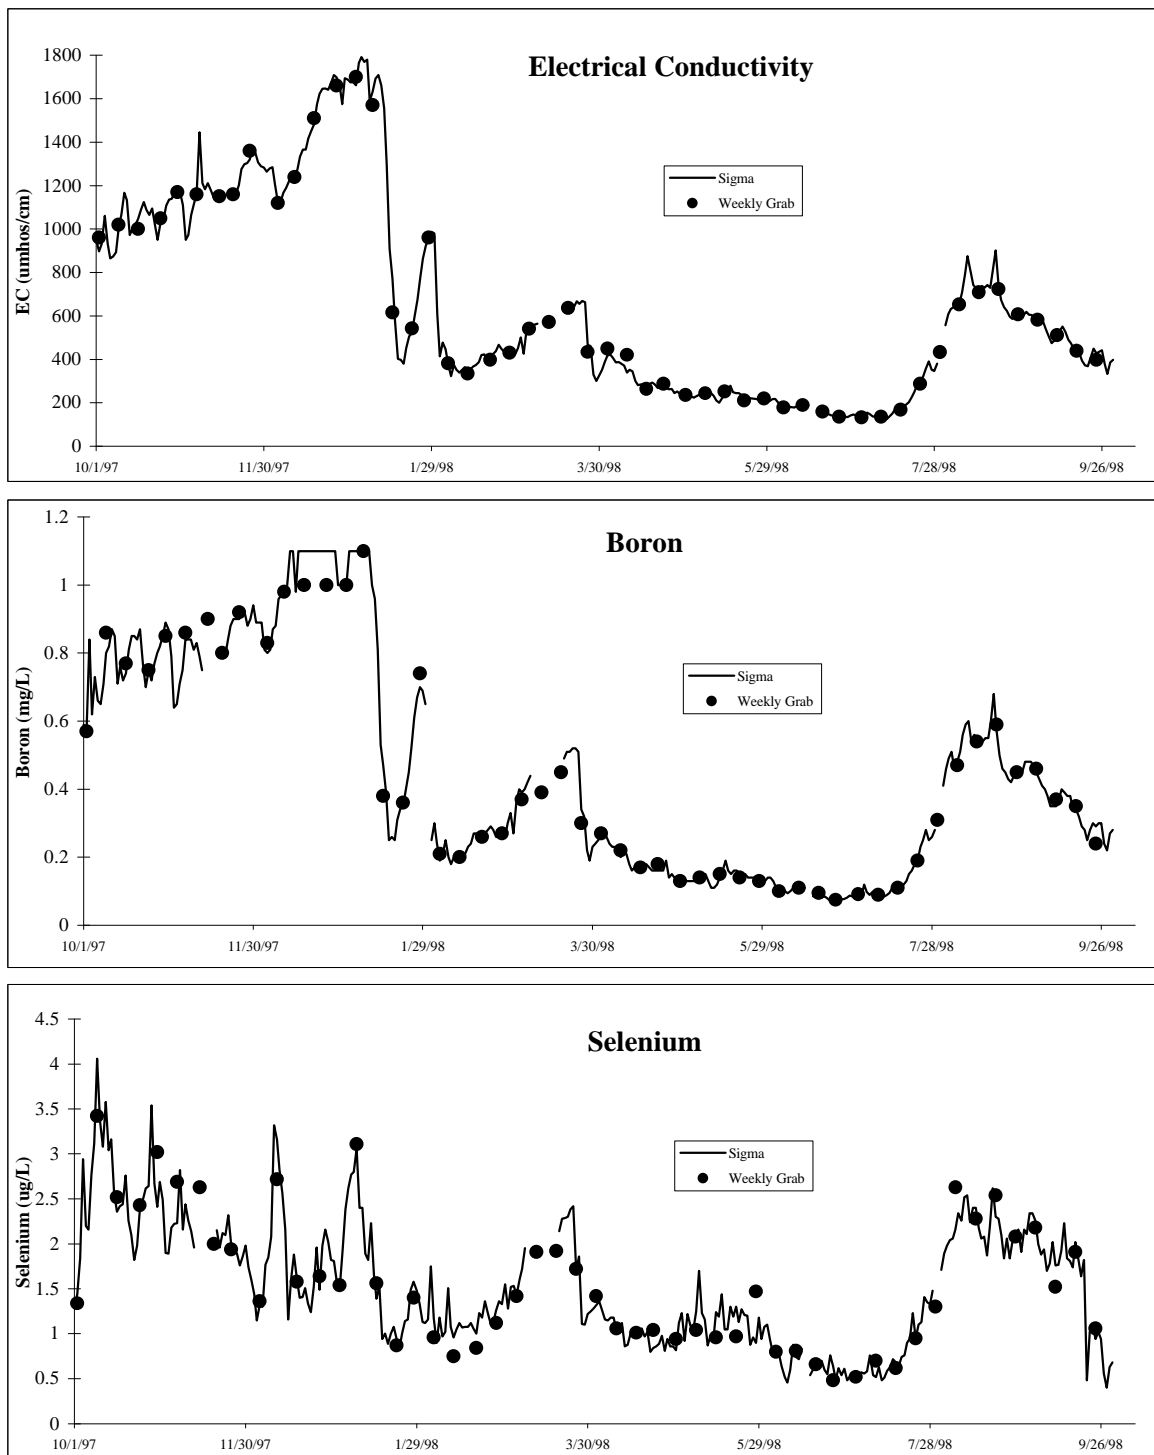 Electrical Conductivity
EC (umhos/cm)
1800
1600
1400
1200
1000
800
600
400
200
0
Sigma
Weekly Grab
10/1/97 11/30/97 1/29/98 3/30/98 5/29/98 7/28/98 9/26/98
Boron
Boron (mg/L)
1.2
1
0.8
0.6
0.4
0.2
0
Sigma
Weekly Grab
10/1/97 11/30/97 1/29/98 3/30/98 5/29/98 7/28/98 9/26/98
Selenium
Selenium (ug/L)
4.5
4
3.5
3
2.5
2
1.5
1
0.5
0
Sigma
Weekly Grab
10/1/97 11/30/97 1/29/98 3/30/98 5/29/98 7/28/98 9/26/98